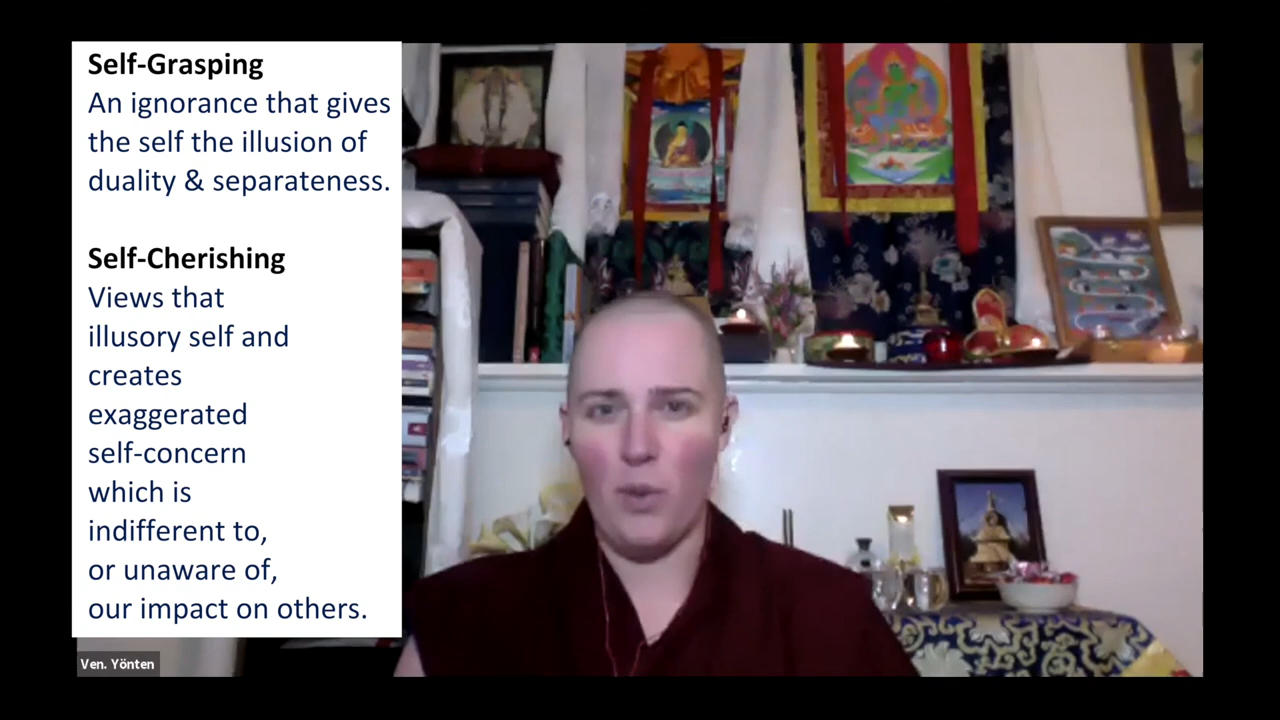 Self-Grasping
An ignorance that gives
the self the illusion of
duality & separateness.
Self-Cherishing
Views that
illusory self and
creates
exaggerated
self-concern
which is
indifferent to,
or unaware of,
our impact on others.
Ven. Yönten